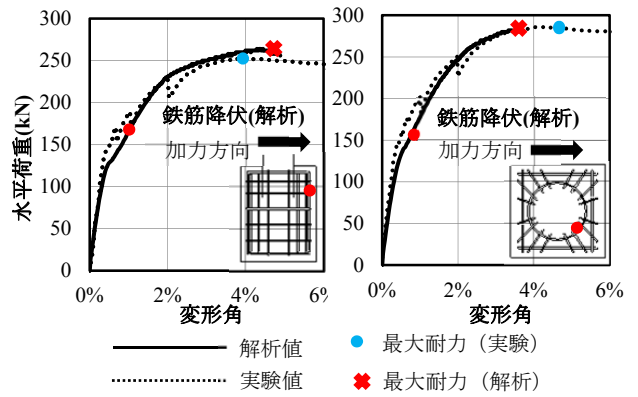 水平荷重(kN)
300
250
200
150
100
50
0
0%
2%
4%
6%
変形角
鉄筋降伏(解析)
加力方向
300
250
200
150
100
50
0
0%
2%
4%
6%
変形角
鉄筋降伏(解析)
加力方向
解析値
最大耐力（実験）
実験値
最大耐力（解析）